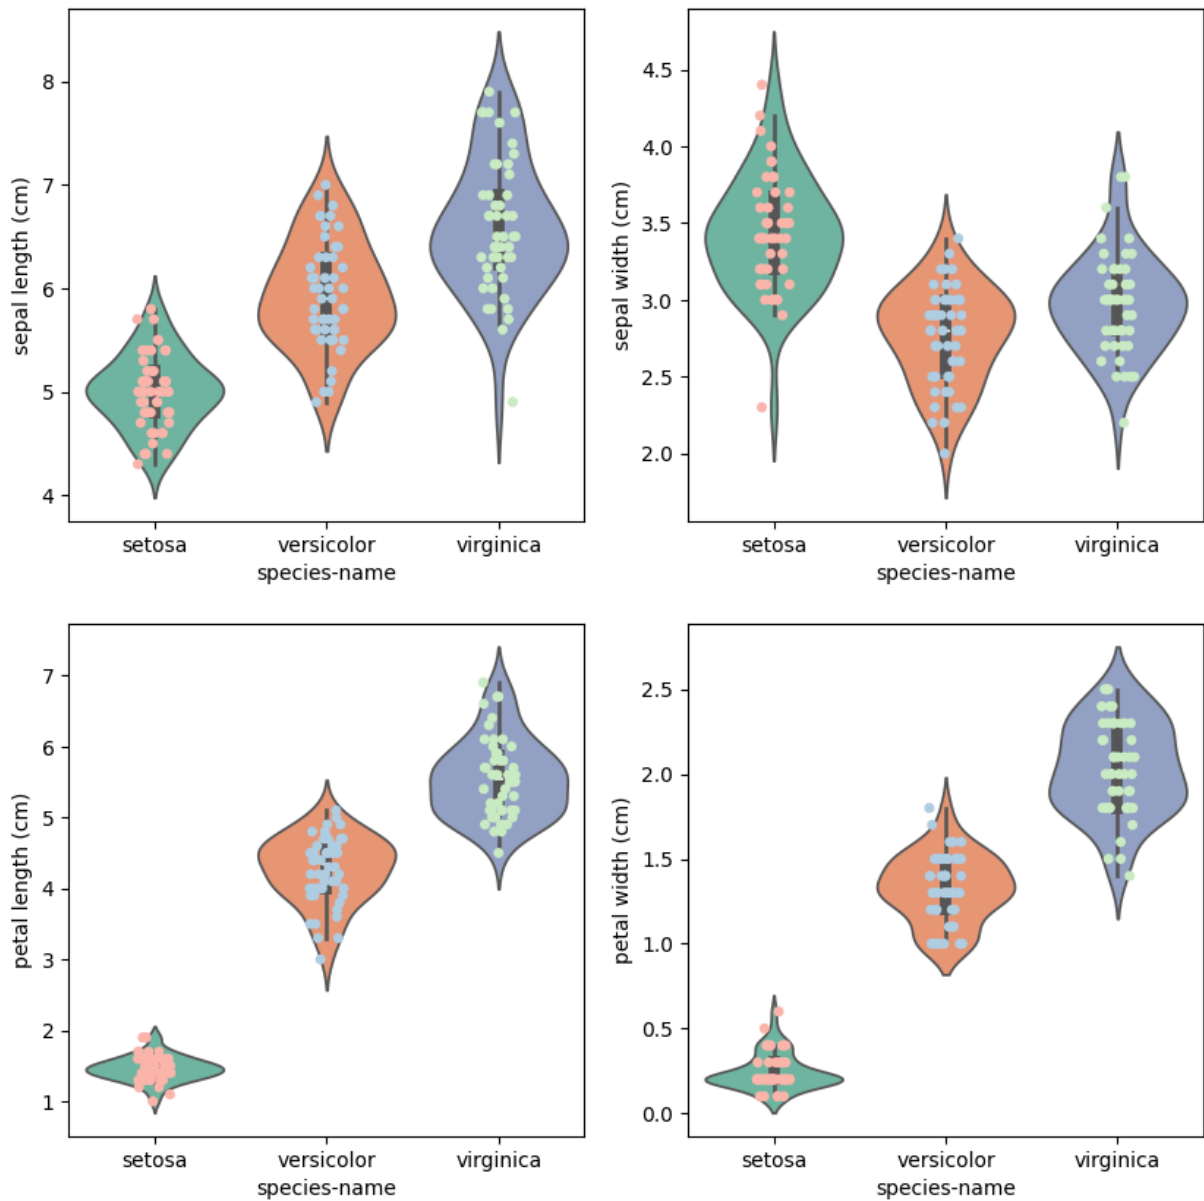 sepal length (cm)
8
7
6
5
4
setosa versicolor virginica
species-name
sepal width (cm)
4.5
4.0
3.5
3.0
2.5
2.0
setosa versicolor virginica
species-name
petal length (cm)
7
6
5
4
3
2
1
setosa versicolor virginica
species-name
petal width (cm)
2.5
2.0
1.5
1.0
0.5
0.0
setosa versicolor virginica
species-name